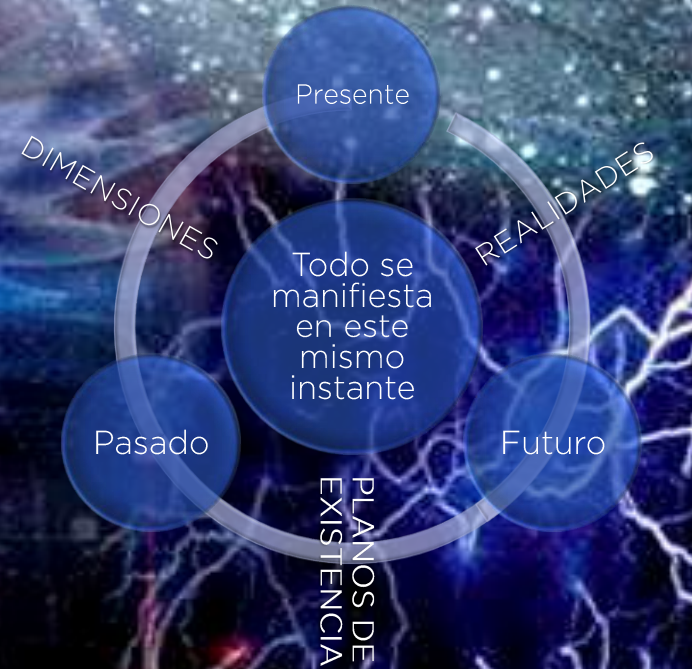 Presente
DIMENSIONES
REALIDADES
Todo se
manifiesta
en este
mismo
instante
Pasado
Futuro
PLANOS DE
EXISTENCIA